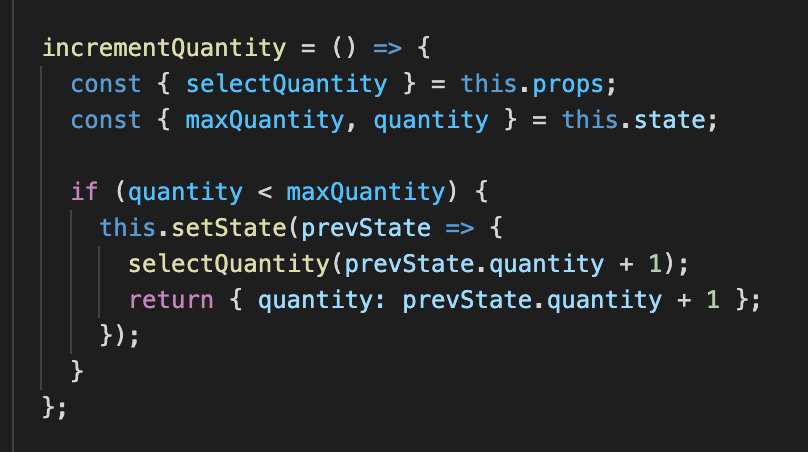 incrementQuantity = () => {
  const { selectQuantity } = this.props;
  const { maxQuantity, quantity } = this.state;

  if (quantity < maxQuantity) {
    this.setState(prevState => {
      selectQuantity(prevState.quantity + 1);
      return { quantity: prevState.quantity + 1 };
    });
  }
};